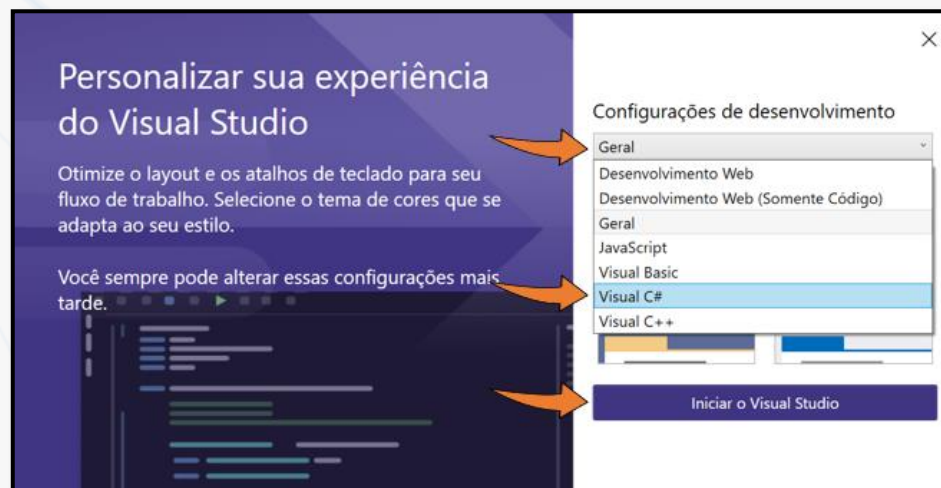 Personalizar sua experiência
do Visual Studio
Otimize o layout e os atalhos de teclado para seu
fluxo de trabalho. Selecione o tema de cores que se
adapta ao seu estilo.
Você sempre pode alterar essas configurações mais
tarde.
Configurações de desenvolvimento
Geral
Desenvolvimento Web
Desenvolvimento Web (Somente Código)
Geral
JavaScript
Visual Basic
Visual C#
Visual C++
Iniciar o Visual Studio